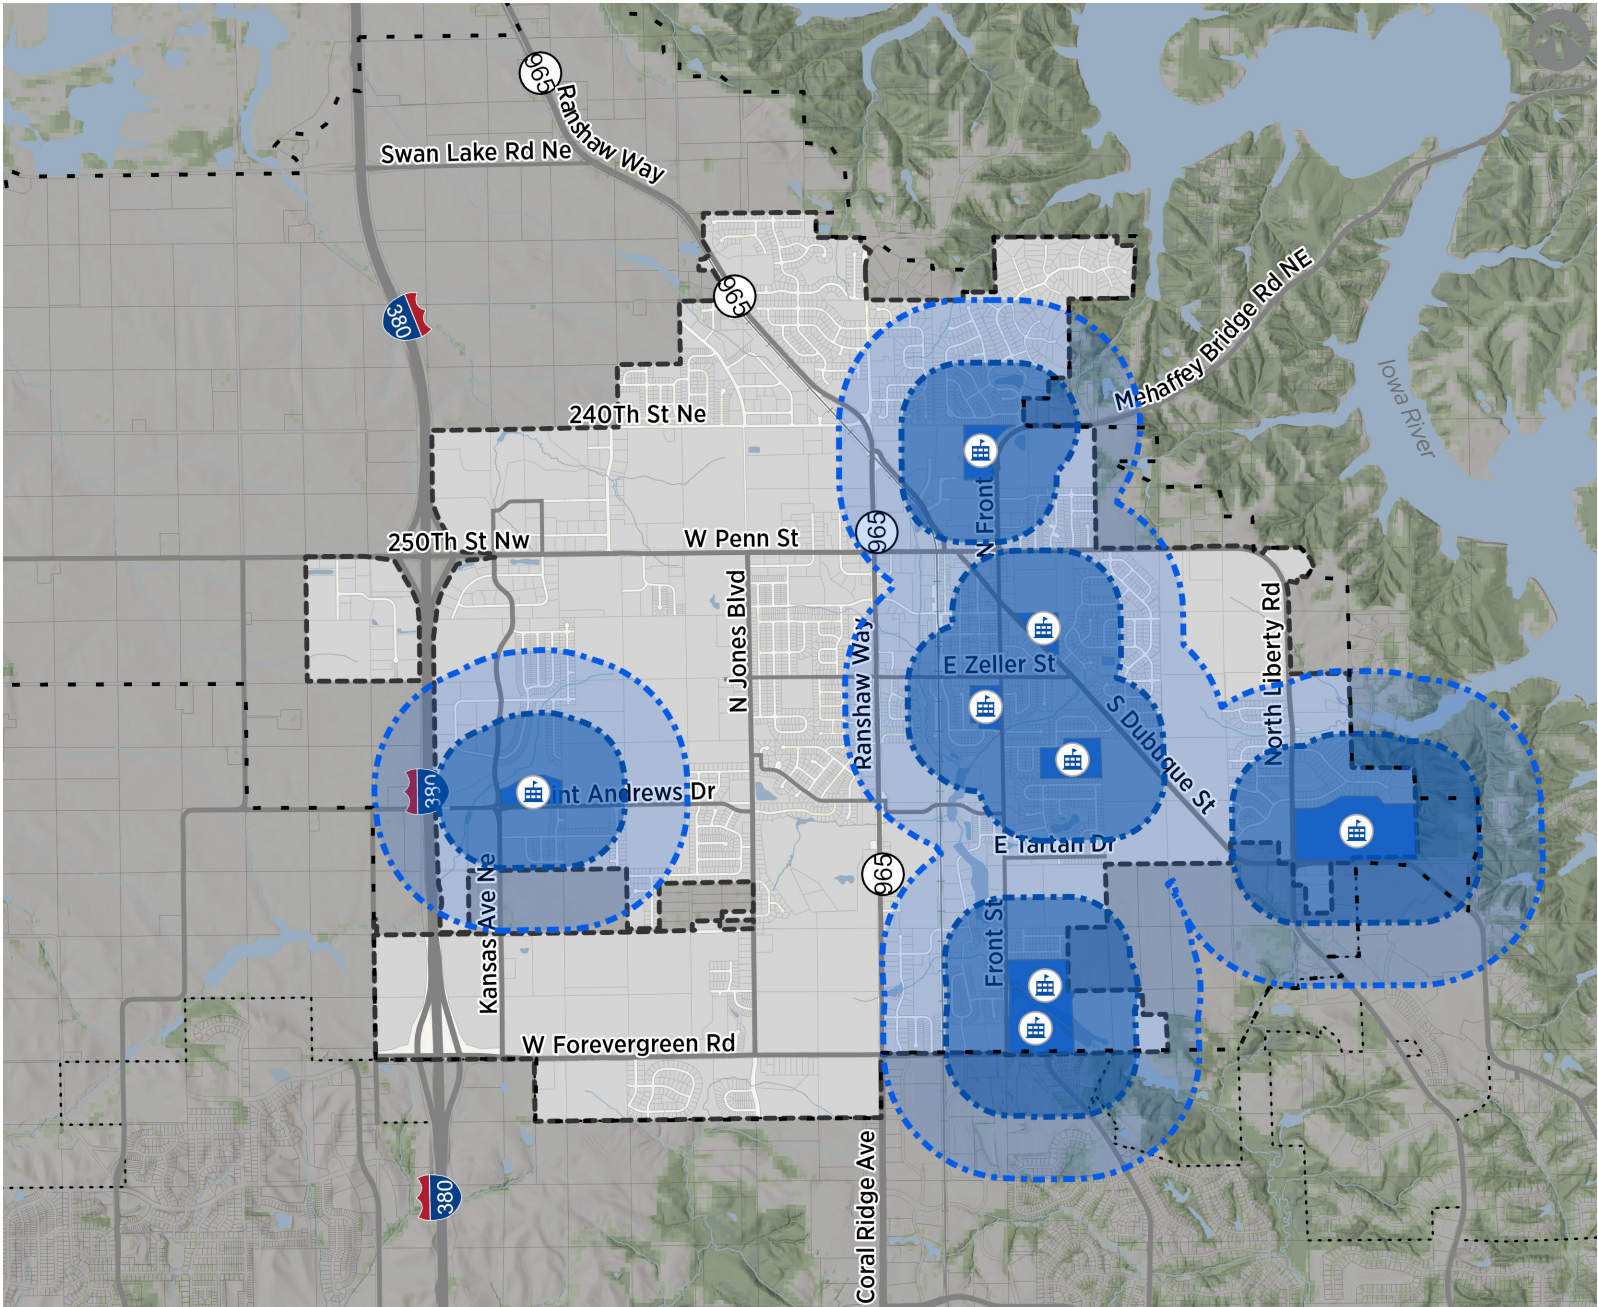 NORTH
965
Ranshaw Way
Swan Lake Rd Ne
965
380
Mehaffey Bridge Rd NE
Iowa River
240Th St Ne
N Front
965
250Th St Nw
W Penn St
N Jones Blvd
Ranshaw Way
E Zeller St
North Liberty Rd
S Dubuque St
380
int Andrews Dr
E Tartan Dr
965
Kansas Ave Ne
Front St
W Forevergreen Rd
Coral Ridge Ave
380